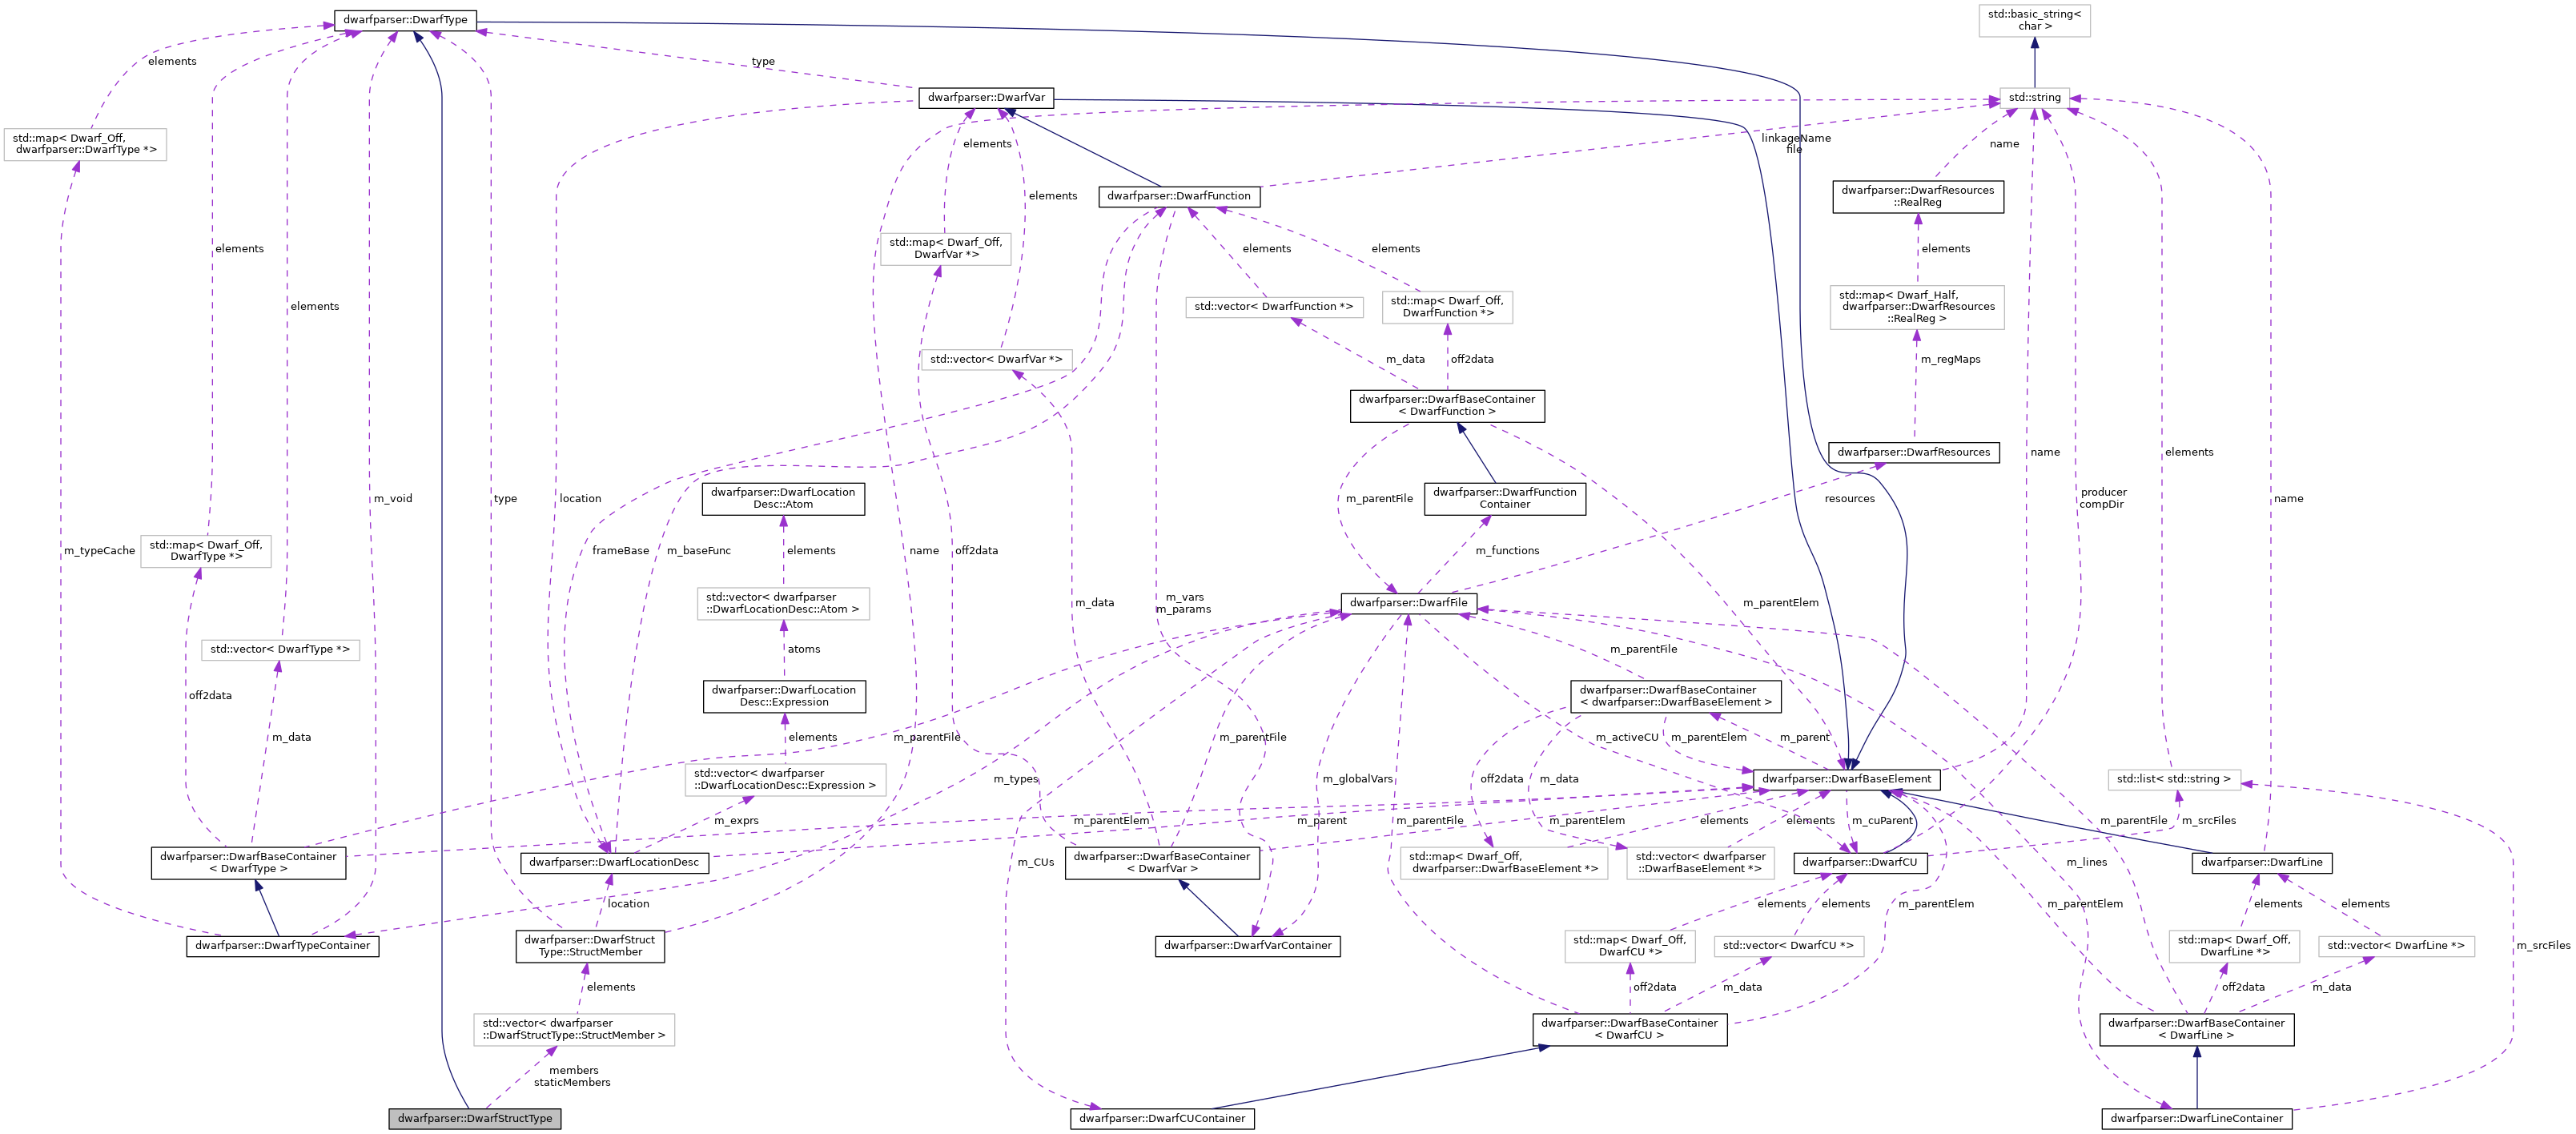 dwarfparser::DwarfType
std::basic_string<
char >
elements
type
dwarfparser::DwarfVar
std::string
std::map< Dwarf_Off,
dwarfparser::DwarfType *>
elements
linkageName
file
name
dwarfparser::DwarfFunction
elements
dwarfparser::DwarfResources
::RealReg
std::map< Dwarf_Off,
DwarfVar *>
elements
elements
elements
elements
std::vector< DwarfFunction *>
std::map< Dwarf_Off,
DwarfFunction *>
std::map< Dwarf_Half,
dwarfparser::DwarfResources
::RealReg >
elements
std::vector< DwarfVar *>
m_data
off2data
m_regMaps
dwarfparser::DwarfBaseContainer
< DwarfFunction >
dwarfparser::DwarfResources
name
elements
m_void
type
location
dwarfparser::DwarfLocation
Desc::Atom
m_parentFile
dwarfparser::DwarfFunction
Container
resources
producer
compDir
name
m_typeCache
std::map< Dwarf_Off,
DwarfType *>
frameBase
m_baseFunc
elements
name
off2data
m_functions
std::vector< dwarfparser
::DwarfLocationDesc::Atom >
m_data
m_vars
m_params
dwarfparser::DwarfFile
m_parentElem
std::vector< DwarfType *>
atoms
m_parentFile
off2data
dwarfparser::DwarfLocation
Desc::Expression
dwarfparser::DwarfBaseContainer
< dwarfparser::DwarfBaseElement >
m_data
elements
m_parentFile
m_parentFile
m_activeCU
m_parentElem
m_parent
std::vector< dwarfparser
::DwarfLocationDesc::Expression >
m_types
m_globalVars
off2data
m_data
dwarfparser::DwarfBaseElement
std::list< std::string >
m_exprs
m_parentElem
m_parent
m_parentFile
m_parentElem
elements
elements
m_cuParent
m_parentFile
m_srcFiles
dwarfparser::DwarfBaseContainer
< DwarfType >
dwarfparser::DwarfLocationDesc
m_CUs
dwarfparser::DwarfBaseContainer
< DwarfVar >
std::map< Dwarf_Off,
dwarfparser::DwarfBaseElement *>
std::vector< dwarfparser
::DwarfBaseElement *>
dwarfparser::DwarfCU
m_lines
dwarfparser::DwarfLine
location
elements
elements
m_parentElem
m_parentElem
elements
elements
dwarfparser::DwarfTypeContainer
dwarfparser::DwarfStruct
Type::StructMember
dwarfparser::DwarfVarContainer
std::map< Dwarf_Off,
DwarfCU *>
std::vector< DwarfCU *>
std::map< Dwarf_Off,
DwarfLine *>
std::vector< DwarfLine *>
m_srcFiles
elements
off2data
m_data
off2data
m_data
std::vector< dwarfparser
::DwarfStructType::StructMember >
dwarfparser::DwarfBaseContainer
< DwarfCU >
dwarfparser::DwarfBaseContainer
< DwarfLine >
members
staticMembers
dwarfparser::DwarfStructType
dwarfparser::DwarfCUContainer
dwarfparser::DwarfLineContainer